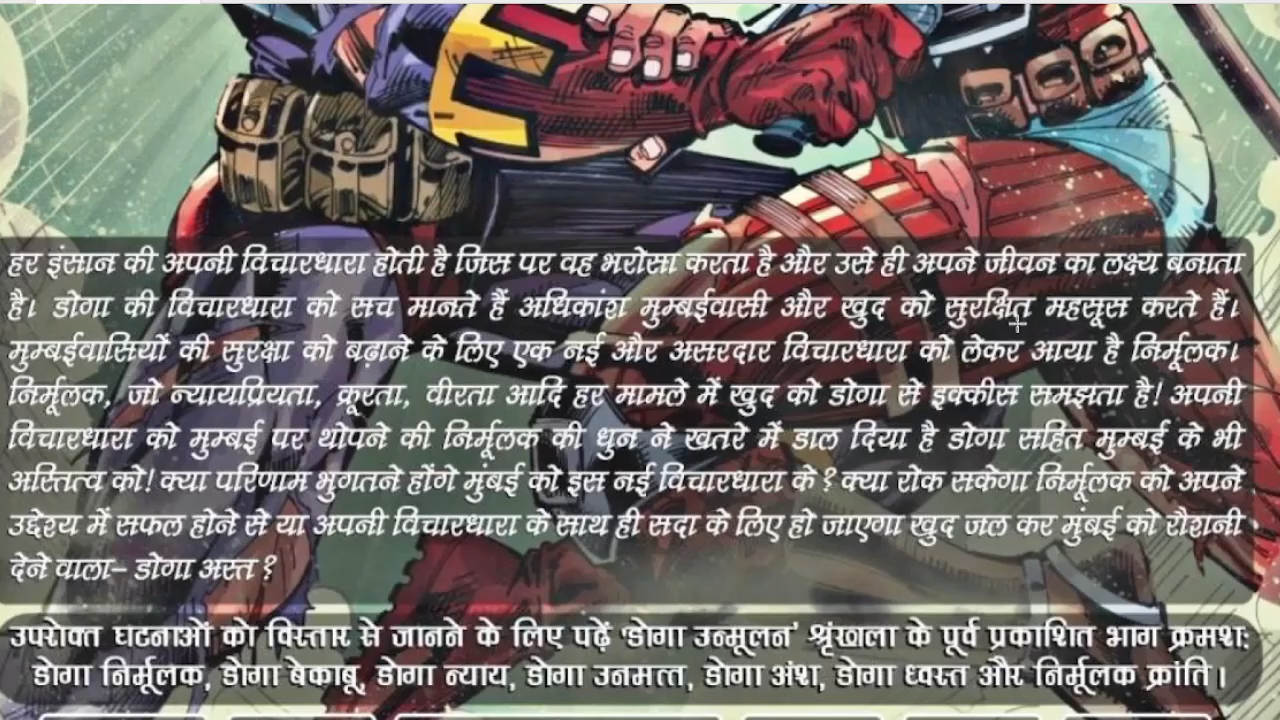 हर इंसान की अपनी विचारधारा होती है जिस पर वह भरोसा करता है और उसे ही अपने जीवन का लक्ष्य बनाता
है। डोगा की विचारधारा को सच मानते हैं अधिकांश मुम्बईवासी और खुद को सुरक्षित महसूस करते हैं।
मुम्बईवासियों की सुरक्षा को बढ़ाने के लिए एक नई और असरदार विचारधारा को लेकर आया है निर्मूलक।
निर्मूलक, जो न्यायप्रियता, क्रूरता, वीरता आदि हर मामले में खुद को डोगा से इक्कीस समझता है! अपनी
विचारधारा को मुम्बई पर थोपने की निर्मूलक की धुन ने खतरे में डाल दिया है डोगा सहित मुम्बई के भी
अस्तित्व को! क्या परिणाम भुगतने होंगे मुंबई को इस नई विचारधारा के? क्या रोक सकेगा निर्मूलक को अपने
उद्देश्य में सफल होने से या अपनी विचारधारा के साथ ही सदा के लिए हो जाएगा खुद जल कर मुंबई को रौशनी
देने वाला– डोगा अस्त?
उपरोक्त घटनाओं को विस्तार से जानने के लिए पढ़ें 'डोगा उन्मूलन' श्रृंखला के पूर्व प्रकाशित भाग क्रमश:
डोगा निर्मूलक, डोगा बेकाबू, डोगा न्याय, डोगा उनमत्त, डोगा अंश, डोगा ध्वस्त और निर्मूलक क्रांति।